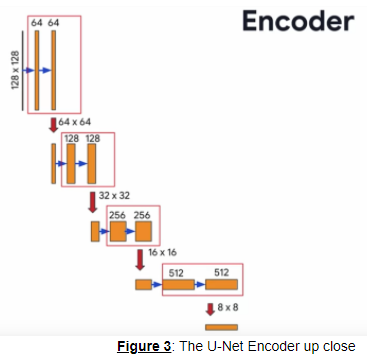 Encoder
64 64
128 x 128
64 x 64
128 128
32 x 32
256 256
16 x 16
512 512
8 x 8
Figure 3: The U-Net Encoder up close